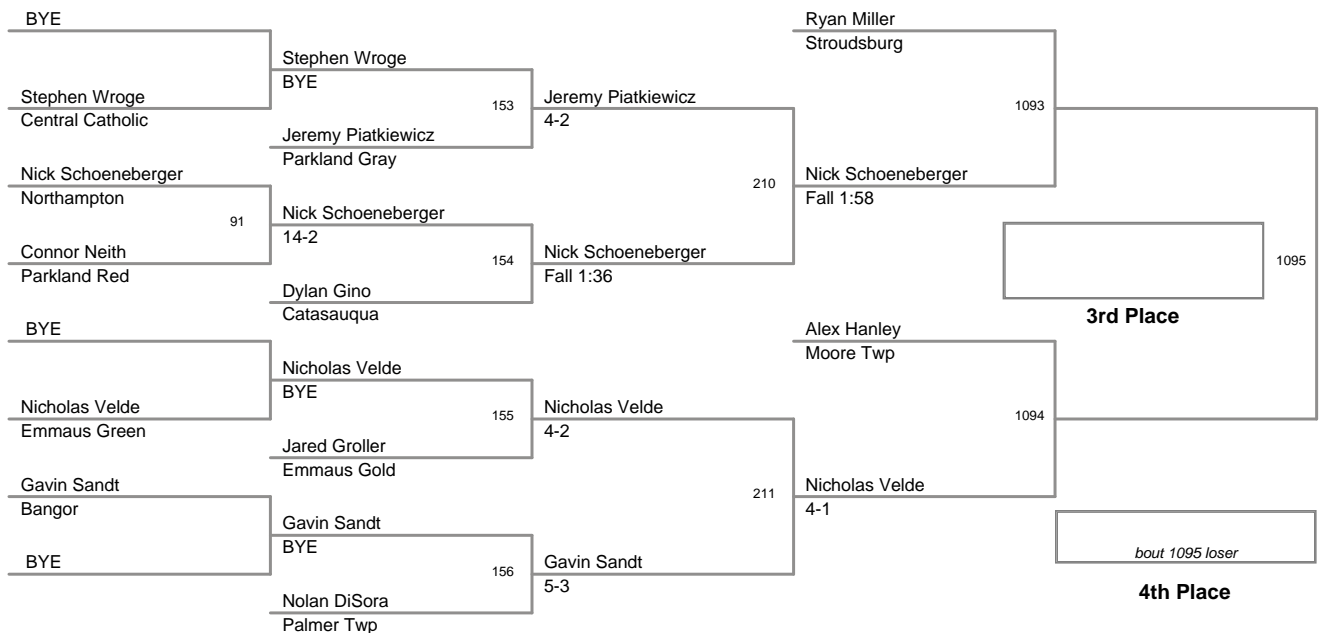 BYE
Ryan Miller
Stroudsburg
Stephen Wroge
BYE
Stephen Wroge
Central Catholic
153
Jeremy Piatkiewicz
4-2
1093
Jeremy Piatkiewicz
Parkland Gray
Nick Schoeneberger
Northampton
210
Nick Schoeneberger
Fall 1:58
91
Nick Schoeneberger
14-2
Connor Neith
Parkland Red
154
Nick Schoeneberger
Fall 1:36
1095
Dylan Gino
Catasauqua
3rd Place
BYE
Alex Hanley
Moore Twp
Nicholas Velde
BYE
Nicholas Velde
Emmaus Green
155
Nicholas Velde
4-2
1094
Jared Groller
Emmaus Gold
Gavin Sandt
Bangor
211
Nicholas Velde
4-1
Gavin Sandt
BYE
BYE
156
Gavin Sandt
5-3
bout 1095 loser
4th Place
Nolan DiSora
Palmer Twp